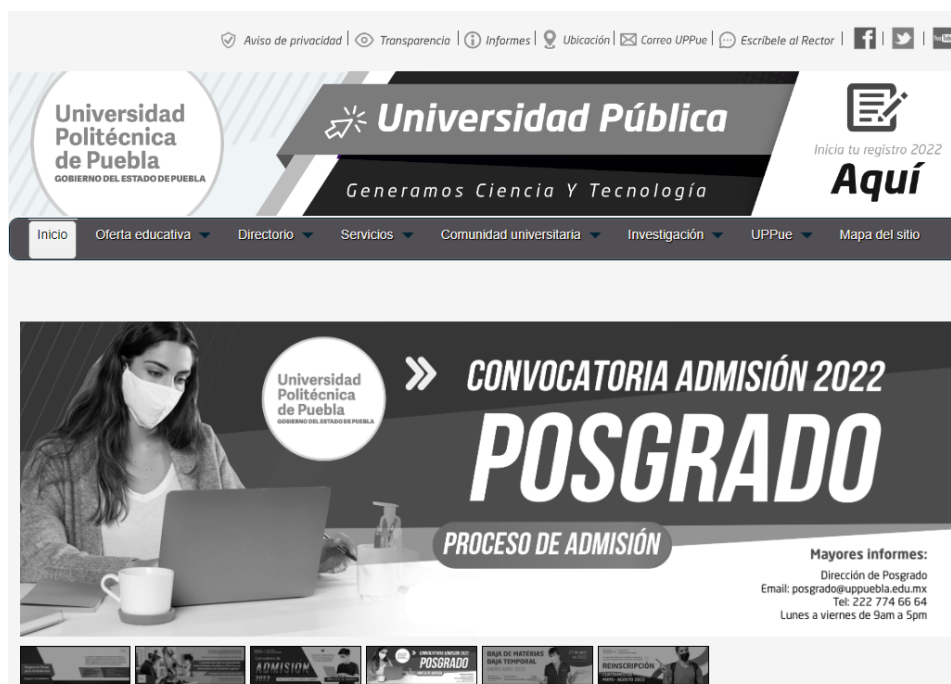 Aviso de privacidad | Transparencia | Informes | Ubicación | Correo UPPue | Escríbele al Rector |
Universidad
Politécnica
de Puebla
GOBIERNO DEL ESTADO DE PUEBLA
Universidad Pública
Generamos Ciencia Y Tecnología
Inicia tu registro 2022
Aquí
Inicio Oferta educativa Directorio Servicios Comunidad universitaria Investigación UPPue Mapa del sitio
Universidad
Politécnica
de Puebla
GOBIERNO DEL ESTADO DE PUEBLA
CONVOCATORIA ADMISIÓN 2022
POSGRADO
PROCESO DE ADMISIÓN
Mayores informes:
Dirección de Posgrado
Email: posgrado@uppuebla.edu.mx
Tel: 222 774 66 64
Lunes a viernes de 9am a 5pm
ADMISION
2022
POSGRADO
BAJA DE MATERIAS
BAJA TEMPORAL
REINSCRIPCIÓN